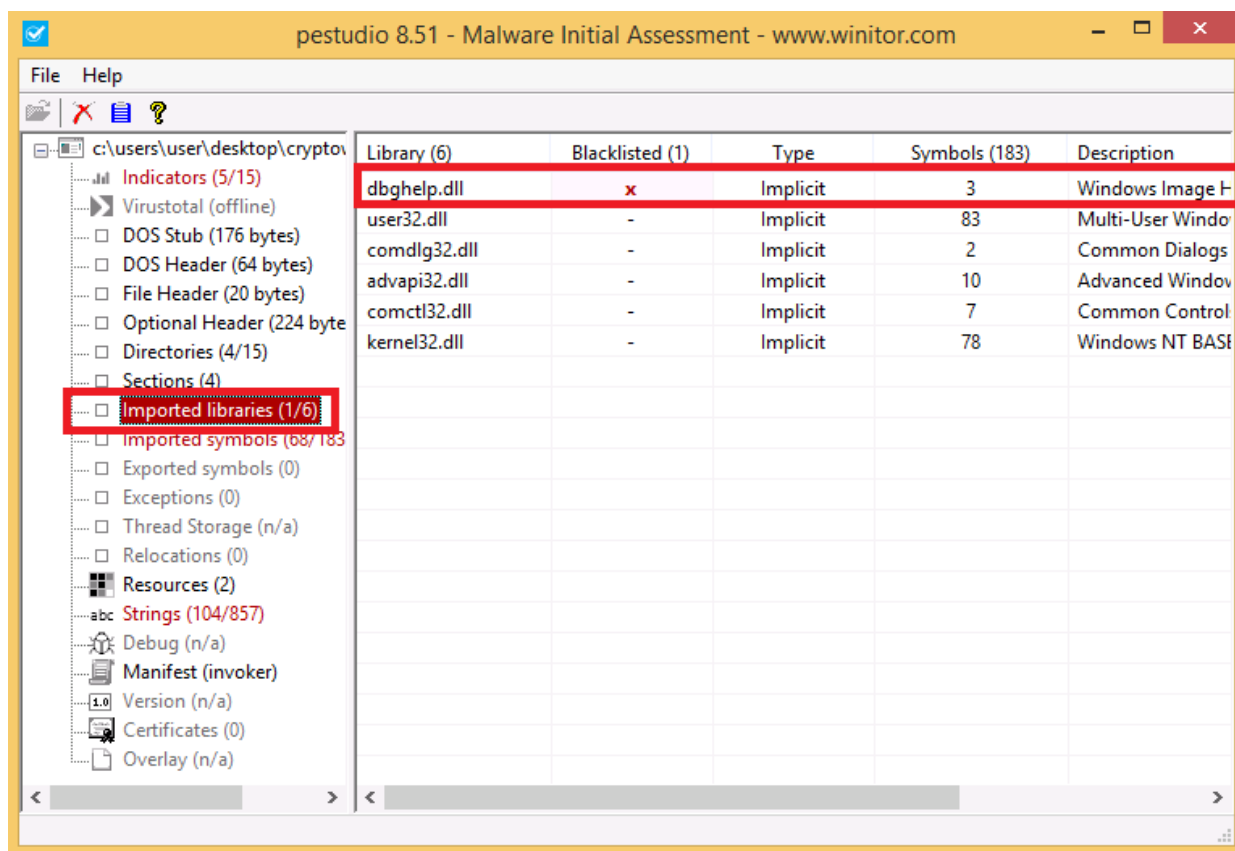 pestudio 8.51 - Malware Initial Assessment - www.winitor.com
File Help
c:\users\user\desktop\cryptov
Indicators (5/15)
Virustotal (offline)
DOS Stub (176 bytes)
DOS Header (64 bytes)
File Header (20 bytes)
Optional Header (224 byte
Directories (4/15)
Sections (4)
Imported libraries (1/6)
Imported symbols (68/183
Exported symbols (0)
Exceptions (0)
Thread Storage (n/a)
Relocations (0)
Resources (2)
abc Strings (104/857)
Debug (n/a)
Manifest (invoker)
1.0 Version (n/a)
Certificates (0)
Overlay (n/a)
Library (6) Blacklisted (1) Type Symbols (183) Description
dbghelp.dll x Implicit 3 Windows Image H
user32.dll - Implicit 83 Multi-User Windo
comdlg32.dll - Implicit 2 Common Dialogs
advapi32.dll - Implicit 10 Advanced Window
comctl32.dll - Implicit 7 Common Control
kernel32.dll - Implicit 78 Windows NT BASE